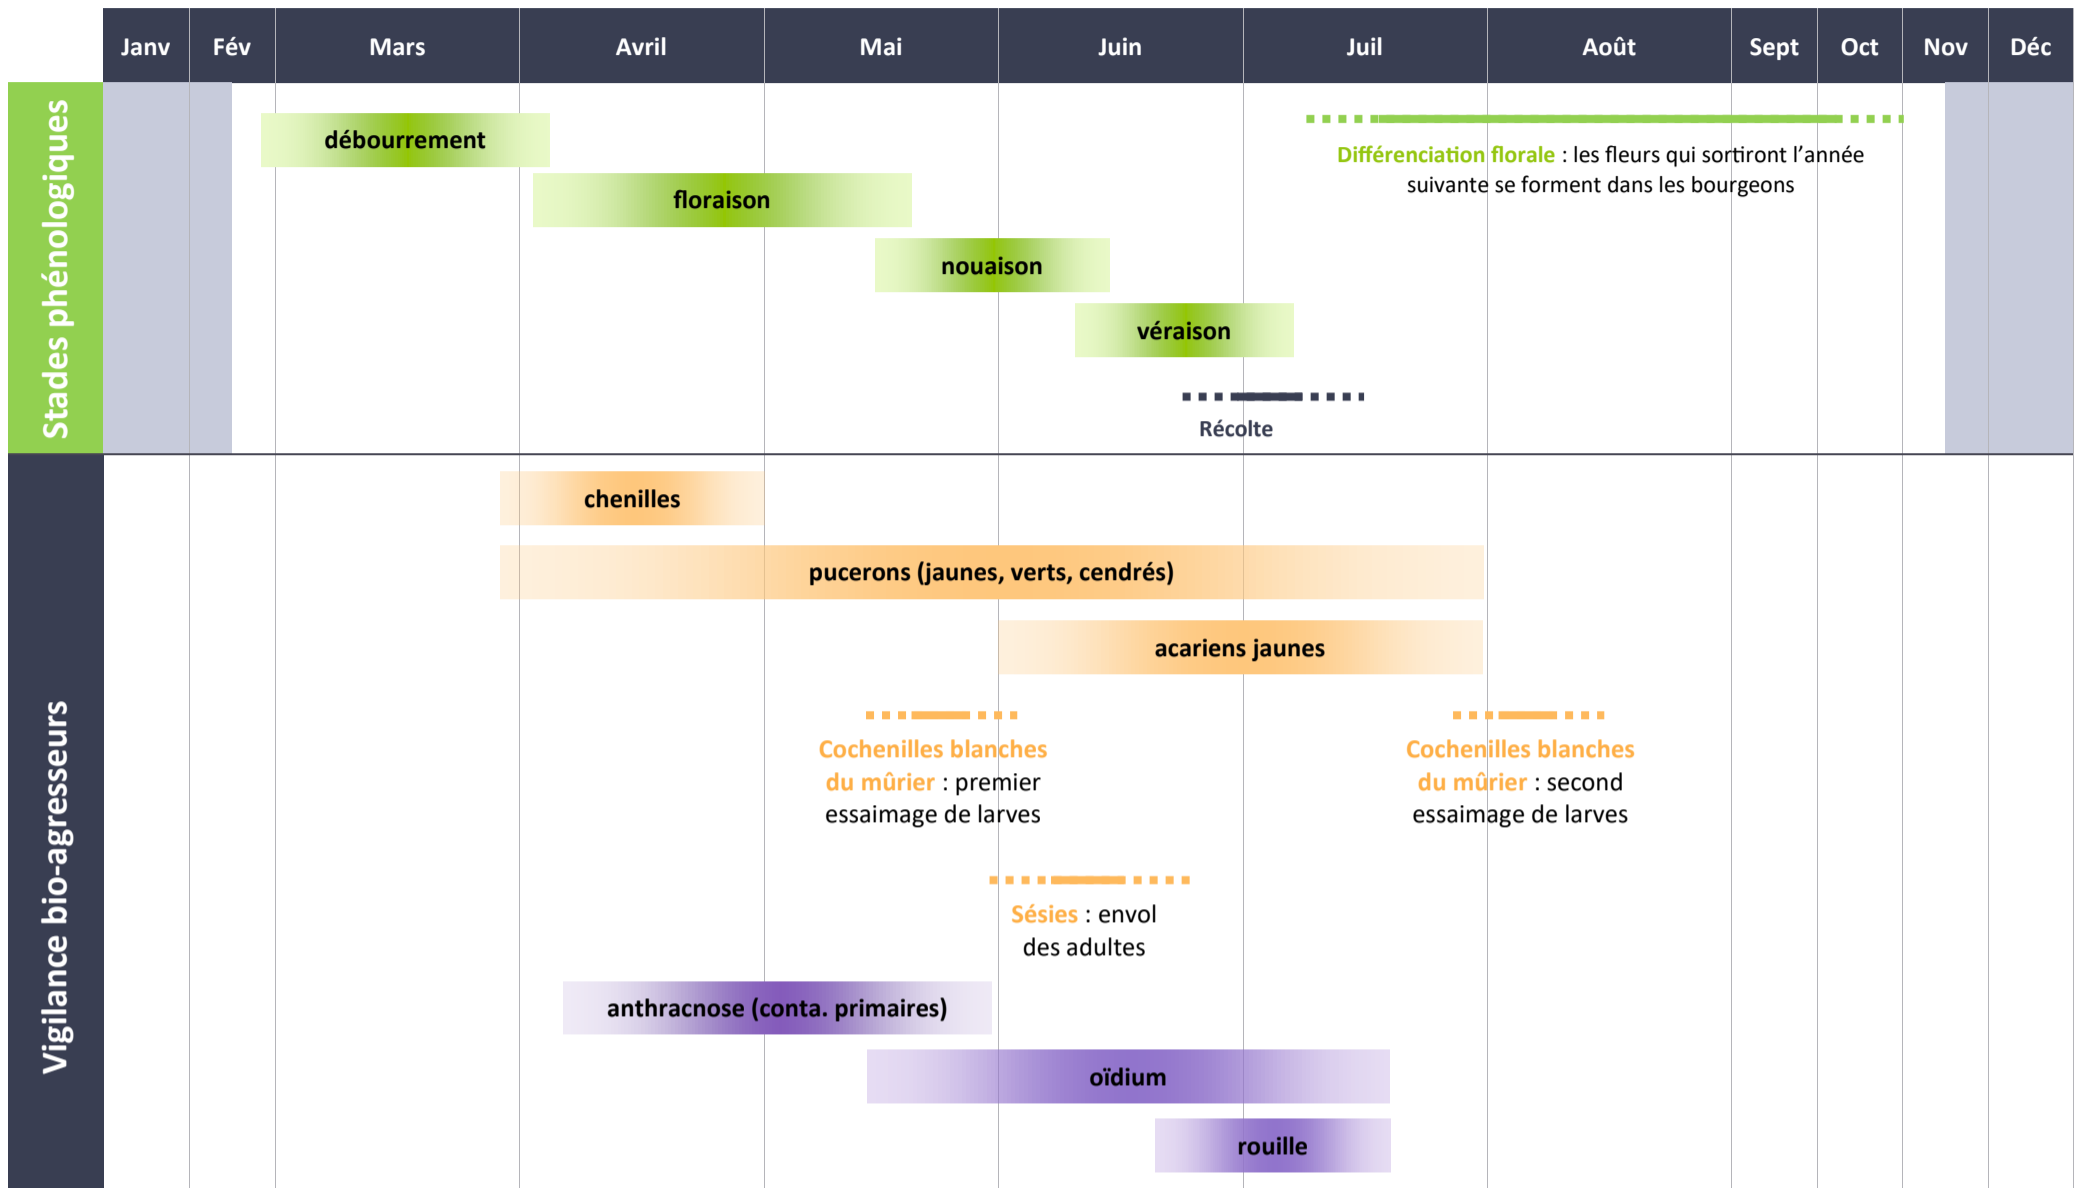 Janv Fév Mars Avril Mai Juin Juil Août Sept Oct Nov Déc
Stades phénologiques
débourrement
floraison
nouaison
véraison
Récolte
Différenciation florale : les fleurs qui sortiront l’année
suivante se forment dans les bourgeons
Vigilance bio-agresseurs
chenilles
pucerons (jaunes, verts, cendrés)
acariens jaunes
Cochenilles blanches
du mûrier : premier
essaimage de larves
Cochenilles blanches
du mûrier : second
essaimage de larves
Sésies : envol
des adultes
anthracnose (conta. primaires)
oïdium
rouille